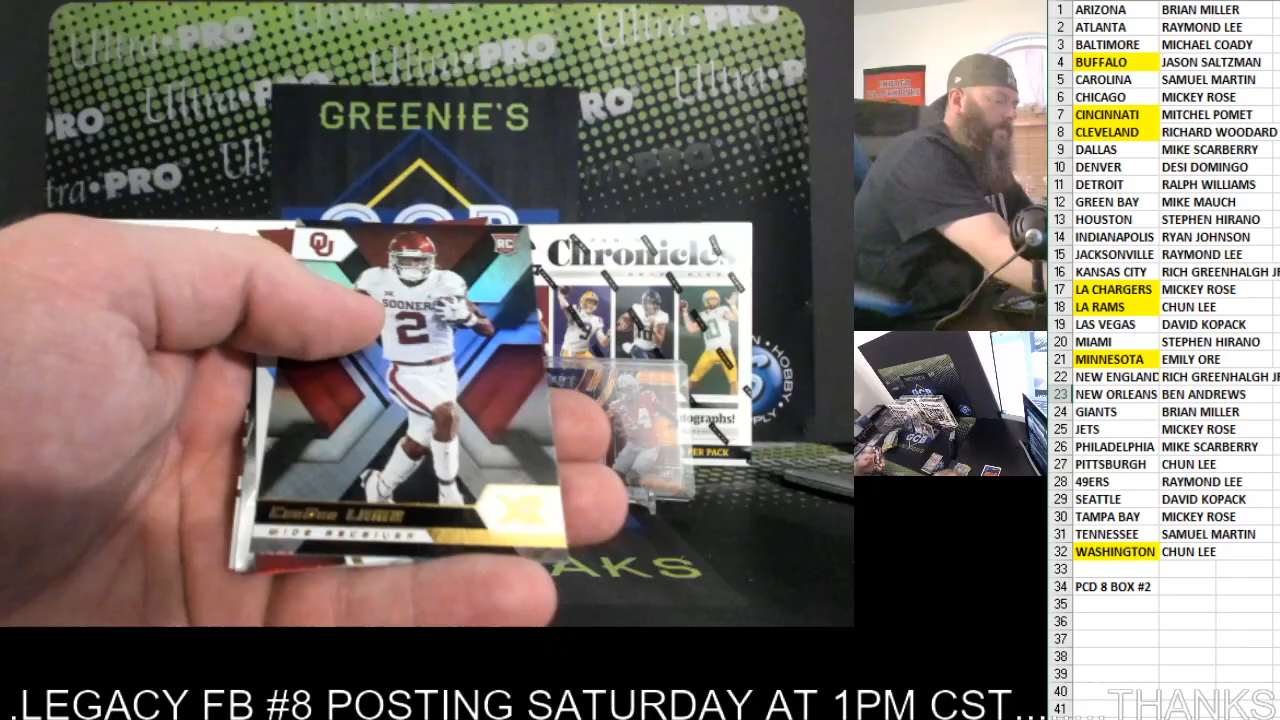 Ultra•PRO
PRO
GREENIE'S
GCB
OU
RC
SOONERS
2
CeeDee LAMB
WIDE RECEIVER
Chronicles
tographs!
PER PACK
HOBBY
AKS
1 ARIZONA BRIAN MILLER
2 ATLANTA RAYMOND LEE
3 BALTIMORE MICHAEL COADY
4 BUFFALO JASON SALTZMAN
5 CAROLINA SAMUEL MARTIN
6 CHICAGO MICKEY ROSE
7 CINCINNATI MITCHEL POMET
8 CLEVELAND RICHARD WOODARD
9 DALLAS MIKE SCARBERRY
10 DENVER DESI DOMINGO
11 DETROIT RALPH WILLIAMS
12 GREEN BAY MIKE MAUCH
13 HOUSTON STEPHEN HIRANO
14 INDIANAPOLIS RYAN JOHNSON
15 JACKSONVILLE RAYMOND LEE
16 KANSAS CITY RICH GREENHALGH JR
17 LA CHARGERS MICKEY ROSE
18 LA RAMS CHUN LEE
19 LAS VEGAS DAVID KOPACK
20 MIAMI STEPHEN HIRANO
21 MINNESOTA EMILY ORE
22 NEW ENGLAND RICH GREENHALGH JR
23 NEW ORLEANS BEN ANDREWS
24 GIANTS BRIAN MILLER
25 JETS MICKEY ROSE
26 PHILADELPHIA MIKE SCARBERRY
27 PITTSBURGH CHUN LEE
28 49ERS RAYMOND LEE
29 SEATTLE DAVID KOPACK
30 TAMPA BAY MICKEY ROSE
31 TENNESSEE SAMUEL MARTIN
32 WASHINGTON CHUN LEE
33
34 PCD 8 BOX #2
35
36
37
38
39
40
41
.LEGACY FB #8 POSTING SATURDAY AT 1PM CST.........THANKS